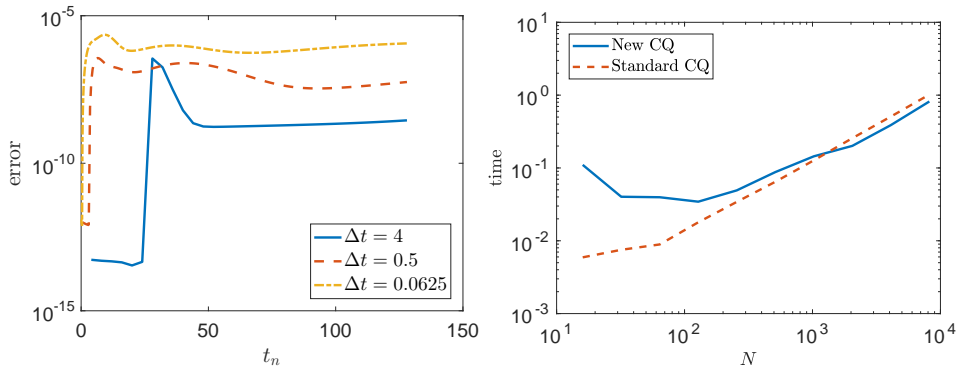 10^-5
10^-10
10^-15
error
0
50
100
150
t_n
Δt = 4
Δt = 0.5
Δt = 0.0625
10^1
10^0
10^-1
10^-2
10^-3
time
10^1
10^2
10^3
10^4
N
New CQ
Standard CQ